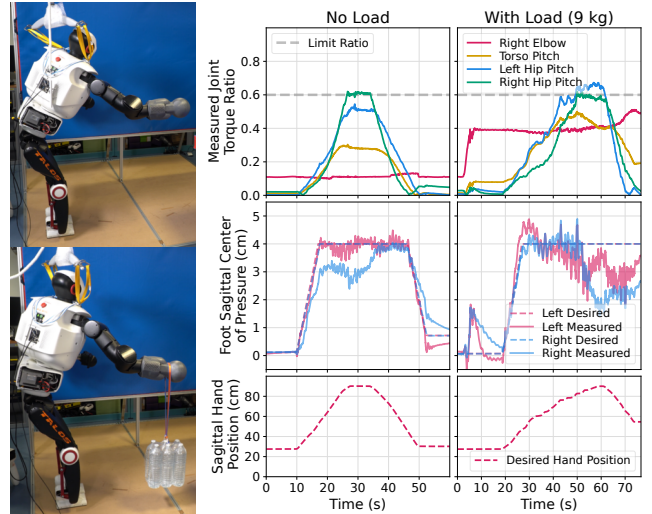 No Load
With Load (9 kg)
Measured Joint
Torque Ratio
0.8
0.6
0.4
0.2
0.0
Limit Ratio
Right Elbow
Torso Pitch
Left Hip Pitch
Right Hip Pitch
Foot Sagittal Center
of Pressure (cm)
5
4
3
2
1
0
Left Desired
Left Measured
Right Desired
Right Measured
Sagittal Hand
Position (cm)
80
60
40
20
0
Desired Hand Position
0 10 20 30 40 50
0 10 20 30 40 50 60 70
Time (s)
Time (s)
TALOS
TALOS